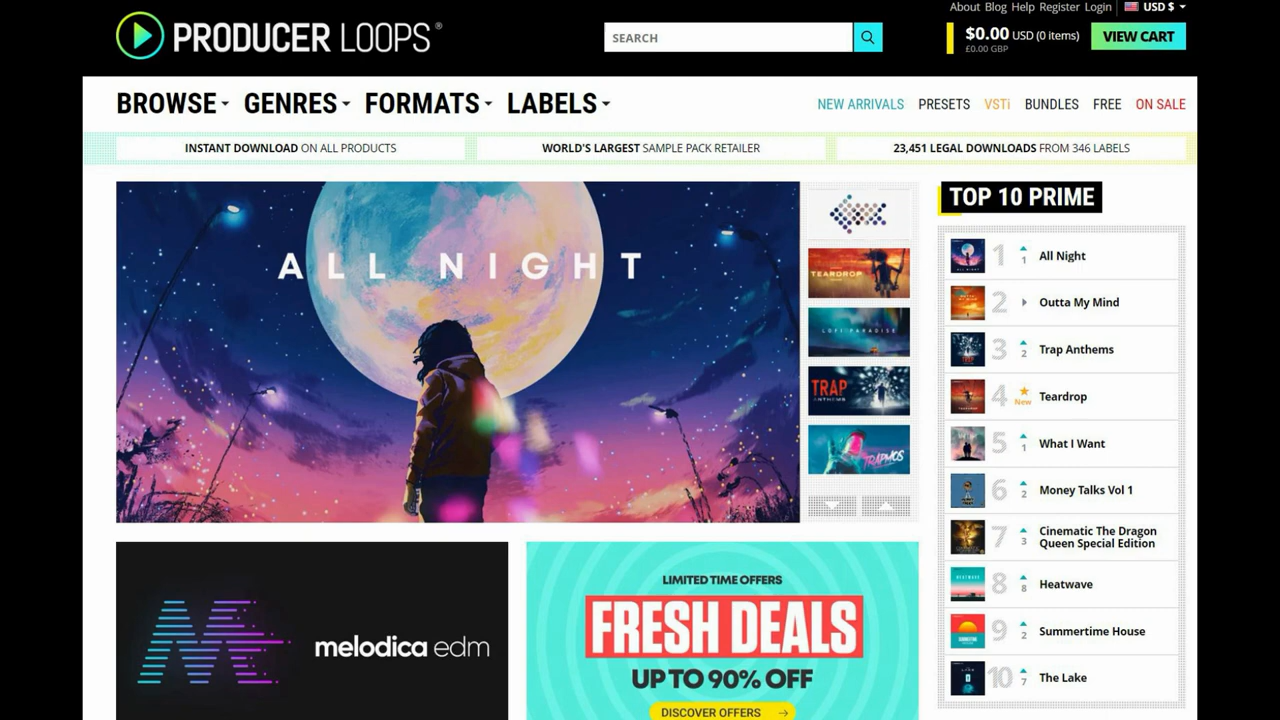 About Blog Help Register Login USD $
PRODUCER LOOPS®
SEARCH
$0.00 USD (0 items)
£0.00 GBP
VIEW CART
BROWSE GENRES FORMATS LABELS
NEW ARRIVALS PRESETS VSTi BUNDLES FREE ON SALE
INSTANT DOWNLOAD ON ALL PRODUCTS
WORLD'S LARGEST SAMPLE PACK RETAILER
23,451 LEGAL DOWNLOADS FROM 346 LABELS
ALL NIGHT
TEARDROP
LOFI PARADISE
TRAP
ANTHEMS
TRAPMOS
TOP 10 PRIME
1 1 All Night
2 Outta My Mind
3 2 Trap Anthems
4 New Teardrop
5 1 What I Want
6 2 Money Talks Vol 1
7 3 Cinematic The Dragon
Queen Special Edition
8 8 Heatwave
9 2 Summertime House
10 7 The Lake
melodica edm
LIMITED TIME OFFERS
FRESH DEALS
UP TO 90% OFF
DISCOVER OFFERS